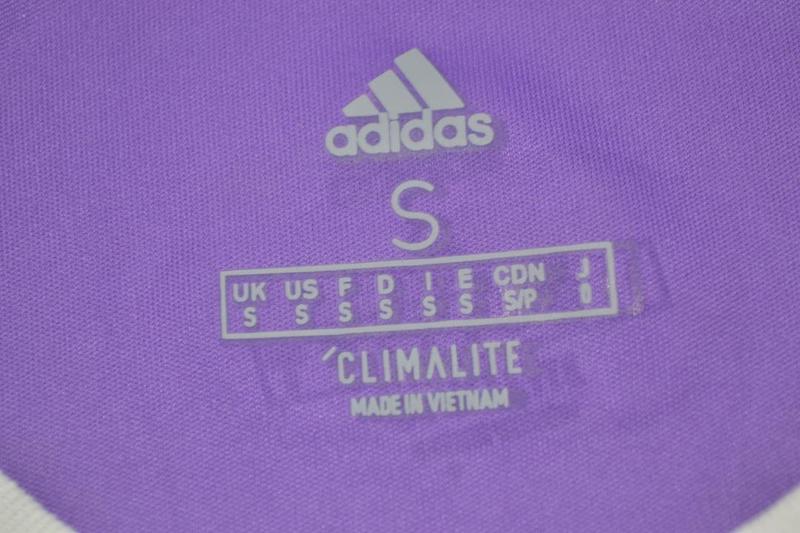 adidas
S
UK US F D I E CDN J
S S S S S S S/P O
CLIMALITE
MADE IN VIETNAM